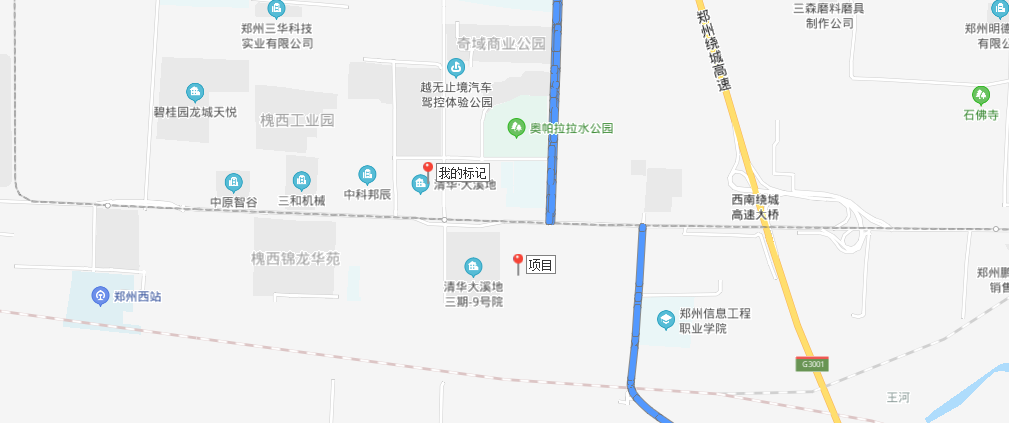 郑州三华科技
实业有限公司
奇域商业公园
郑州绕城高速
三森磨料磨具
制作公司
郑州明德
有限公
越无止境汽车
驾控体验公园
碧桂园龙城天悦
槐西工业园
奥帕拉拉水公园
石佛寺
我的标记
清华·大溪地
中科邦辰
三和机械
中原智谷
西南绕城
高速大桥
槐西锦龙华苑
项目
清华大溪地
三期-9号院
郑州西站
郑州鹏
销售
郑州信息工程
职业学院
G3001
王河